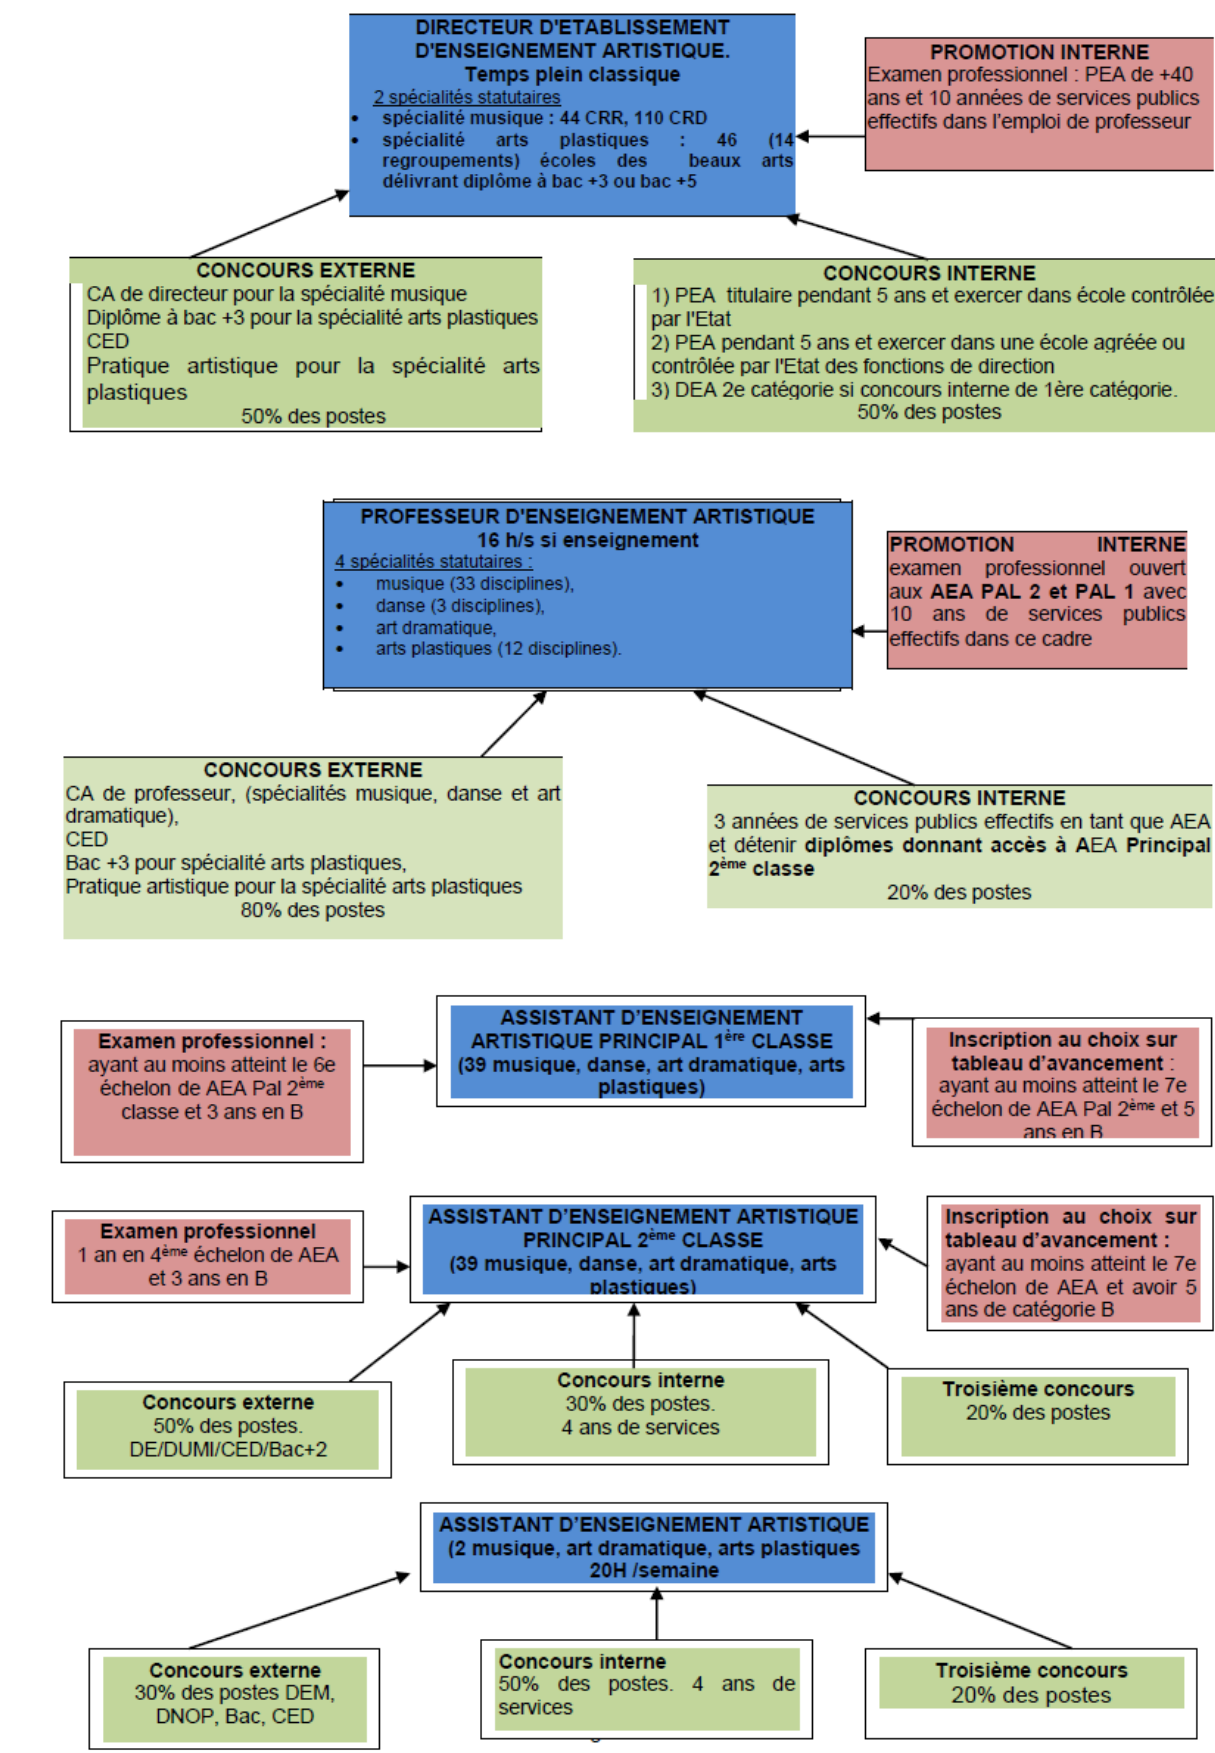 DIRECTEUR D'ETABLISSEMENT
D'ENSEIGNEMENT ARTISTIQUE.
Temps plein classique
2 spécialités statutaires
• spécialité musique : 44 CRR, 110 CRD
• spécialité arts plastiques : 46 (14
regroupements) écoles des beaux arts
délivrant diplôme à bac +3 ou bac +5
PROMOTION INTERNE
Examen professionnel : PEA de +40
ans et 10 années de services publics
effectifs dans l'emploi de professeur
CONCOURS EXTERNE
CA de directeur pour la spécialité musique
Diplôme à bac +3 pour la spécialité arts plastiques
CED
Pratique artistique pour la spécialité arts
plastiques
50% des postes
CONCOURS INTERNE
1) PEA titulaire pendant 5 ans et exercer dans école contrôlée
par l'Etat
2) PEA pendant 5 ans et exercer dans une école agréée ou
contrôlée par l'Etat des fonctions de direction
3) DEA 2e catégorie si concours interne de 1ère catégorie.
50% des postes
PROFESSEUR D'ENSEIGNEMENT ARTISTIQUE
16 h/s si enseignement
4 spécialités statutaires :
• musique (33 disciplines),
• danse (3 disciplines),
• art dramatique,
• arts plastiques (12 disciplines).
PROMOTION INTERNE
examen professionnel ouvert
aux AEA PAL 2 et PAL 1 avec
10 ans de services publics
effectifs dans ce cadre
CONCOURS EXTERNE
CA de professeur, (spécialités musique, danse et art
dramatique),
CED
Bac +3 pour spécialité arts plastiques,
Pratique artistique pour la spécialité arts plastiques
80% des postes
CONCOURS INTERNE
3 années de services publics effectifs en tant que AEA
et détenir diplômes donnant accès à AEA Principal
2ème classe
20% des postes
ASSISTANT D'ENSEIGNEMENT
ARTISTIQUE PRINCIPAL 1ère CLASSE
(39 musique, danse, art dramatique, arts
plastiques)
Examen professionnel :
ayant au moins atteint le 6e
échelon de AEA Pal 2ème
classe et 3 ans en B
Inscription au choix sur
tableau d'avancement :
ayant au moins atteint le 7e
échelon de AEA Pal 2ème et 5
ans en B
ASSISTANT D'ENSEIGNEMENT ARTISTIQUE
PRINCIPAL 2ème CLASSE
(39 musique, danse, art dramatique, arts
plastiques)
Examen professionnel
1 an en 4ème échelon de AEA
et 3 ans en B
Inscription au choix sur
tableau d'avancement :
ayant au moins atteint le 7e
échelon de AEA et avoir 5
ans de catégorie B
Concours externe
50% des postes.
DE/DUMI/CED/Bac+2
Concours interne
30% des postes.
4 ans de services
Troisième concours
20% des postes
ASSISTANT D'ENSEIGNEMENT ARTISTIQUE
(2 musique, art dramatique, arts plastiques
20H /semaine
Concours externe
30% des postes DEM,
DNOP, Bac, CED
Concours interne
50% des postes. 4 ans de
services
Troisième concours
20% des postes